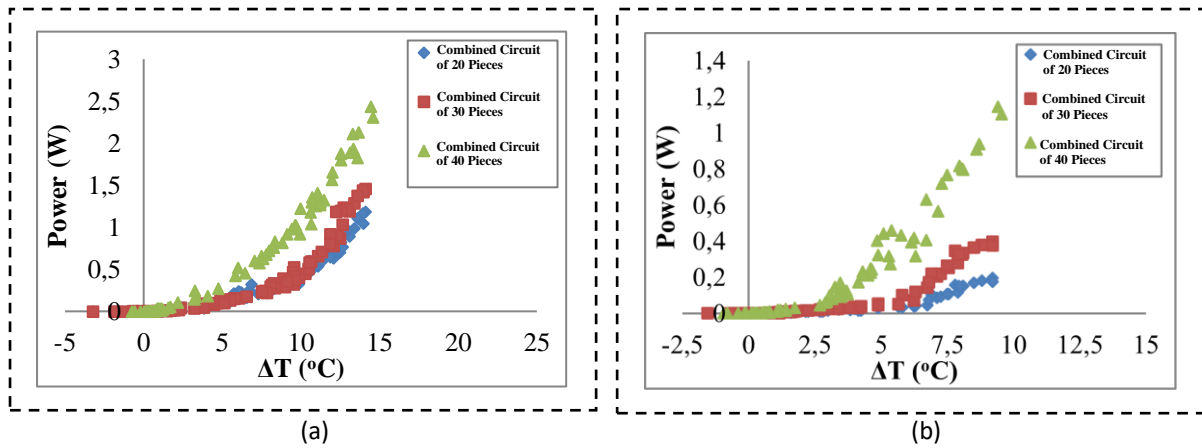 3
2,5
2
1,5
1
0,5
0
-5
0
5
10
15
20
25
Power (W)
ΔT (ᵒC)
Combined Circuit
of 20 Pieces
Combined Circuit
of 30 Pieces
Combined Circuit
of 40 Pieces
(a)
1,4
1,2
1
0,8
0,6
0,4
0,2
0
-2,5
0
2,5
5
7,5
10
12,5
15
Power (W)
ΔT (ᵒC)
Combined Circuit
of 20 Pieces
Combined Circuit
of 30 Pieces
Combined Circuit
of 40 Pieces
(b)